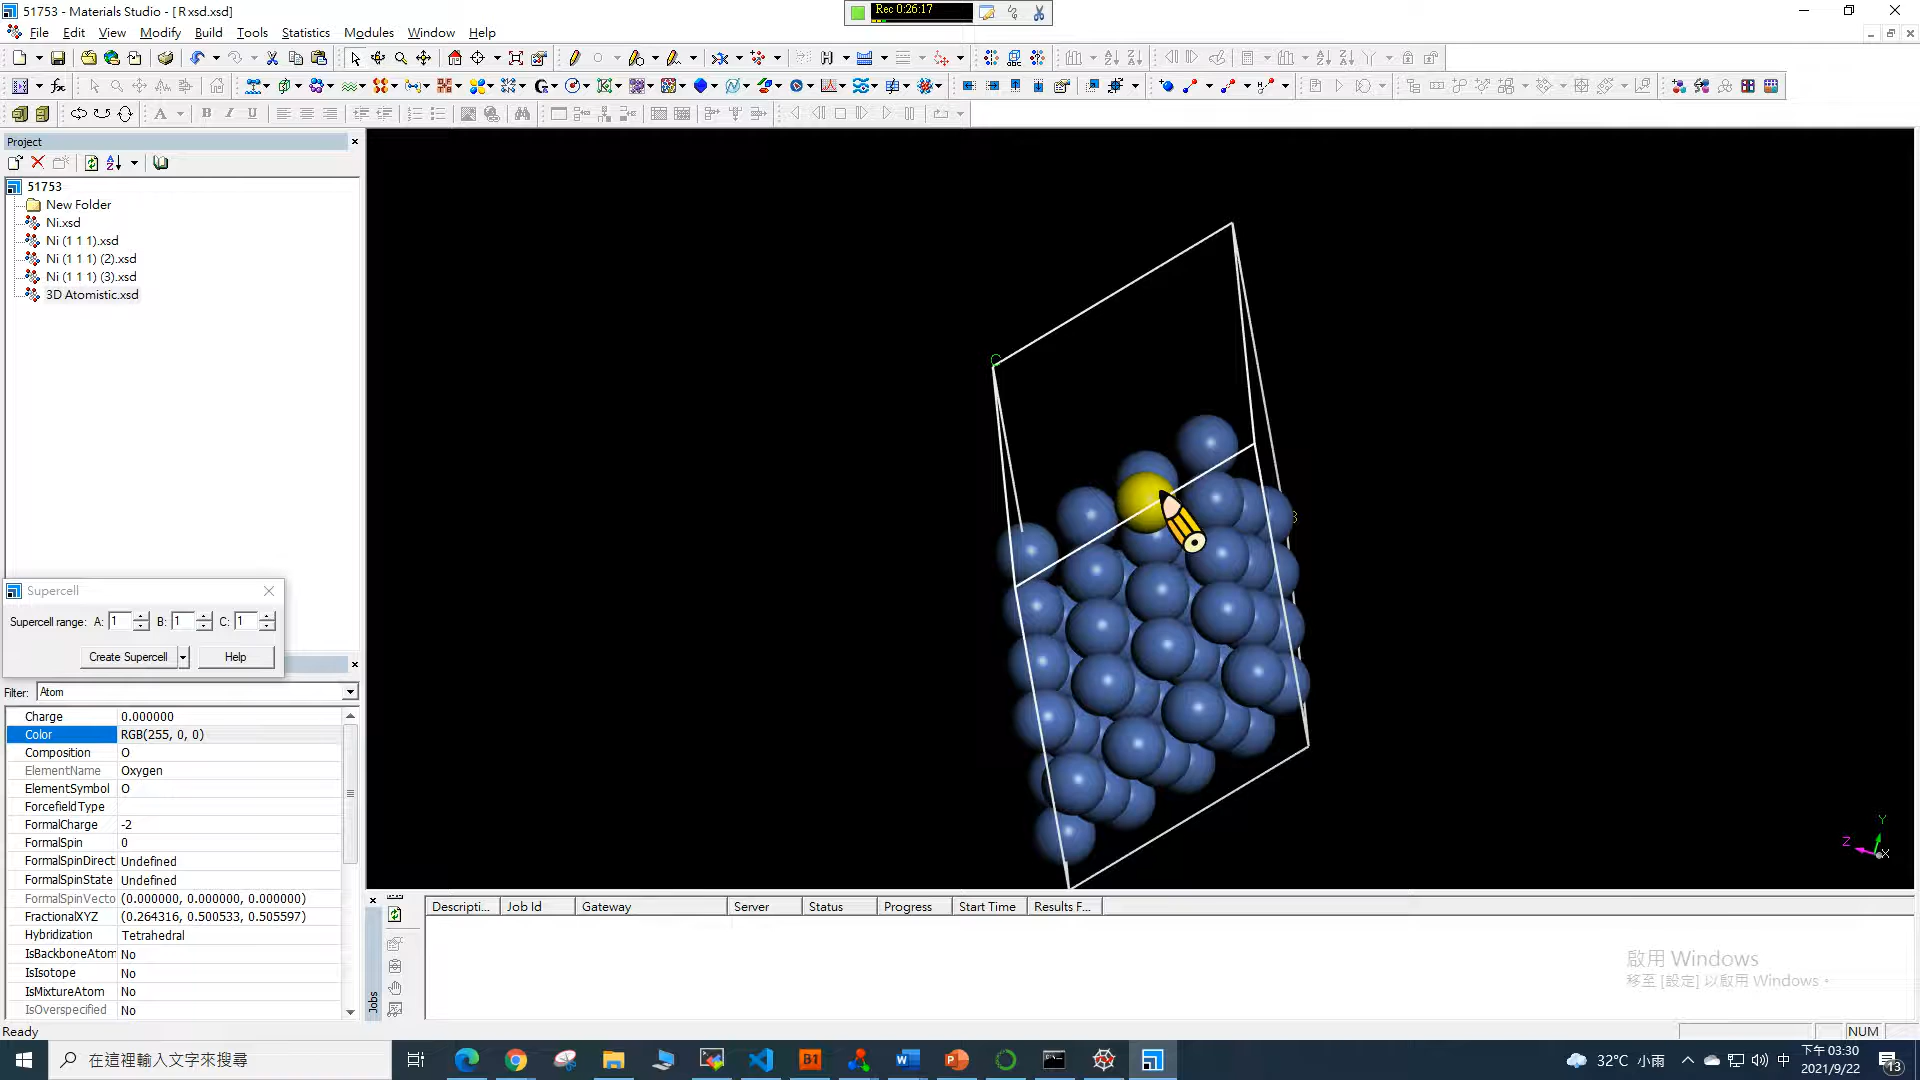 51753 - Materials Studio - [R xsd.xsd]
Rec 0:26:17
File Edit View Modify Build Tools Statistics Modules Window Help
Project
51753
New Folder
Ni.xsd
Ni (1 1 1).xsd
Ni (1 1 1) (2).xsd
Ni (1 1 1) (3).xsd
3D Atomistic.xsd
Supercell
Supercell range: A: 1 B: 1 C: 1
Create Supercell Help
Filter: Atom
Charge 0.000000
Color RGB(255, 0, 0)
Composition O
ElementName Oxygen
ElementSymbol O
ForcefieldType
FormalCharge -2
FormalSpin 0
FormalSpinDirect Undefined
FormalSpinState Undefined
FormalSpinVecto (0.000000, 0.000000, 0.000000)
FractionalXYZ (0.264316, 0.500533, 0.505597)
Hybridization Tetrahedral
IsBackboneAtom No
IsIsotope No
IsMixtureAtom No
IsOverspecified No
Y
Z
X
Jobs
Descripti... Job Id Gateway Server Status Progress Start Time Results F...
啟用 Windows
移至 [設定] 以啟用 Windows。
Ready
NUM
在這裡輸入文字來搜尋
32°C 小雨
中
下午 03:30
2021/9/22
13